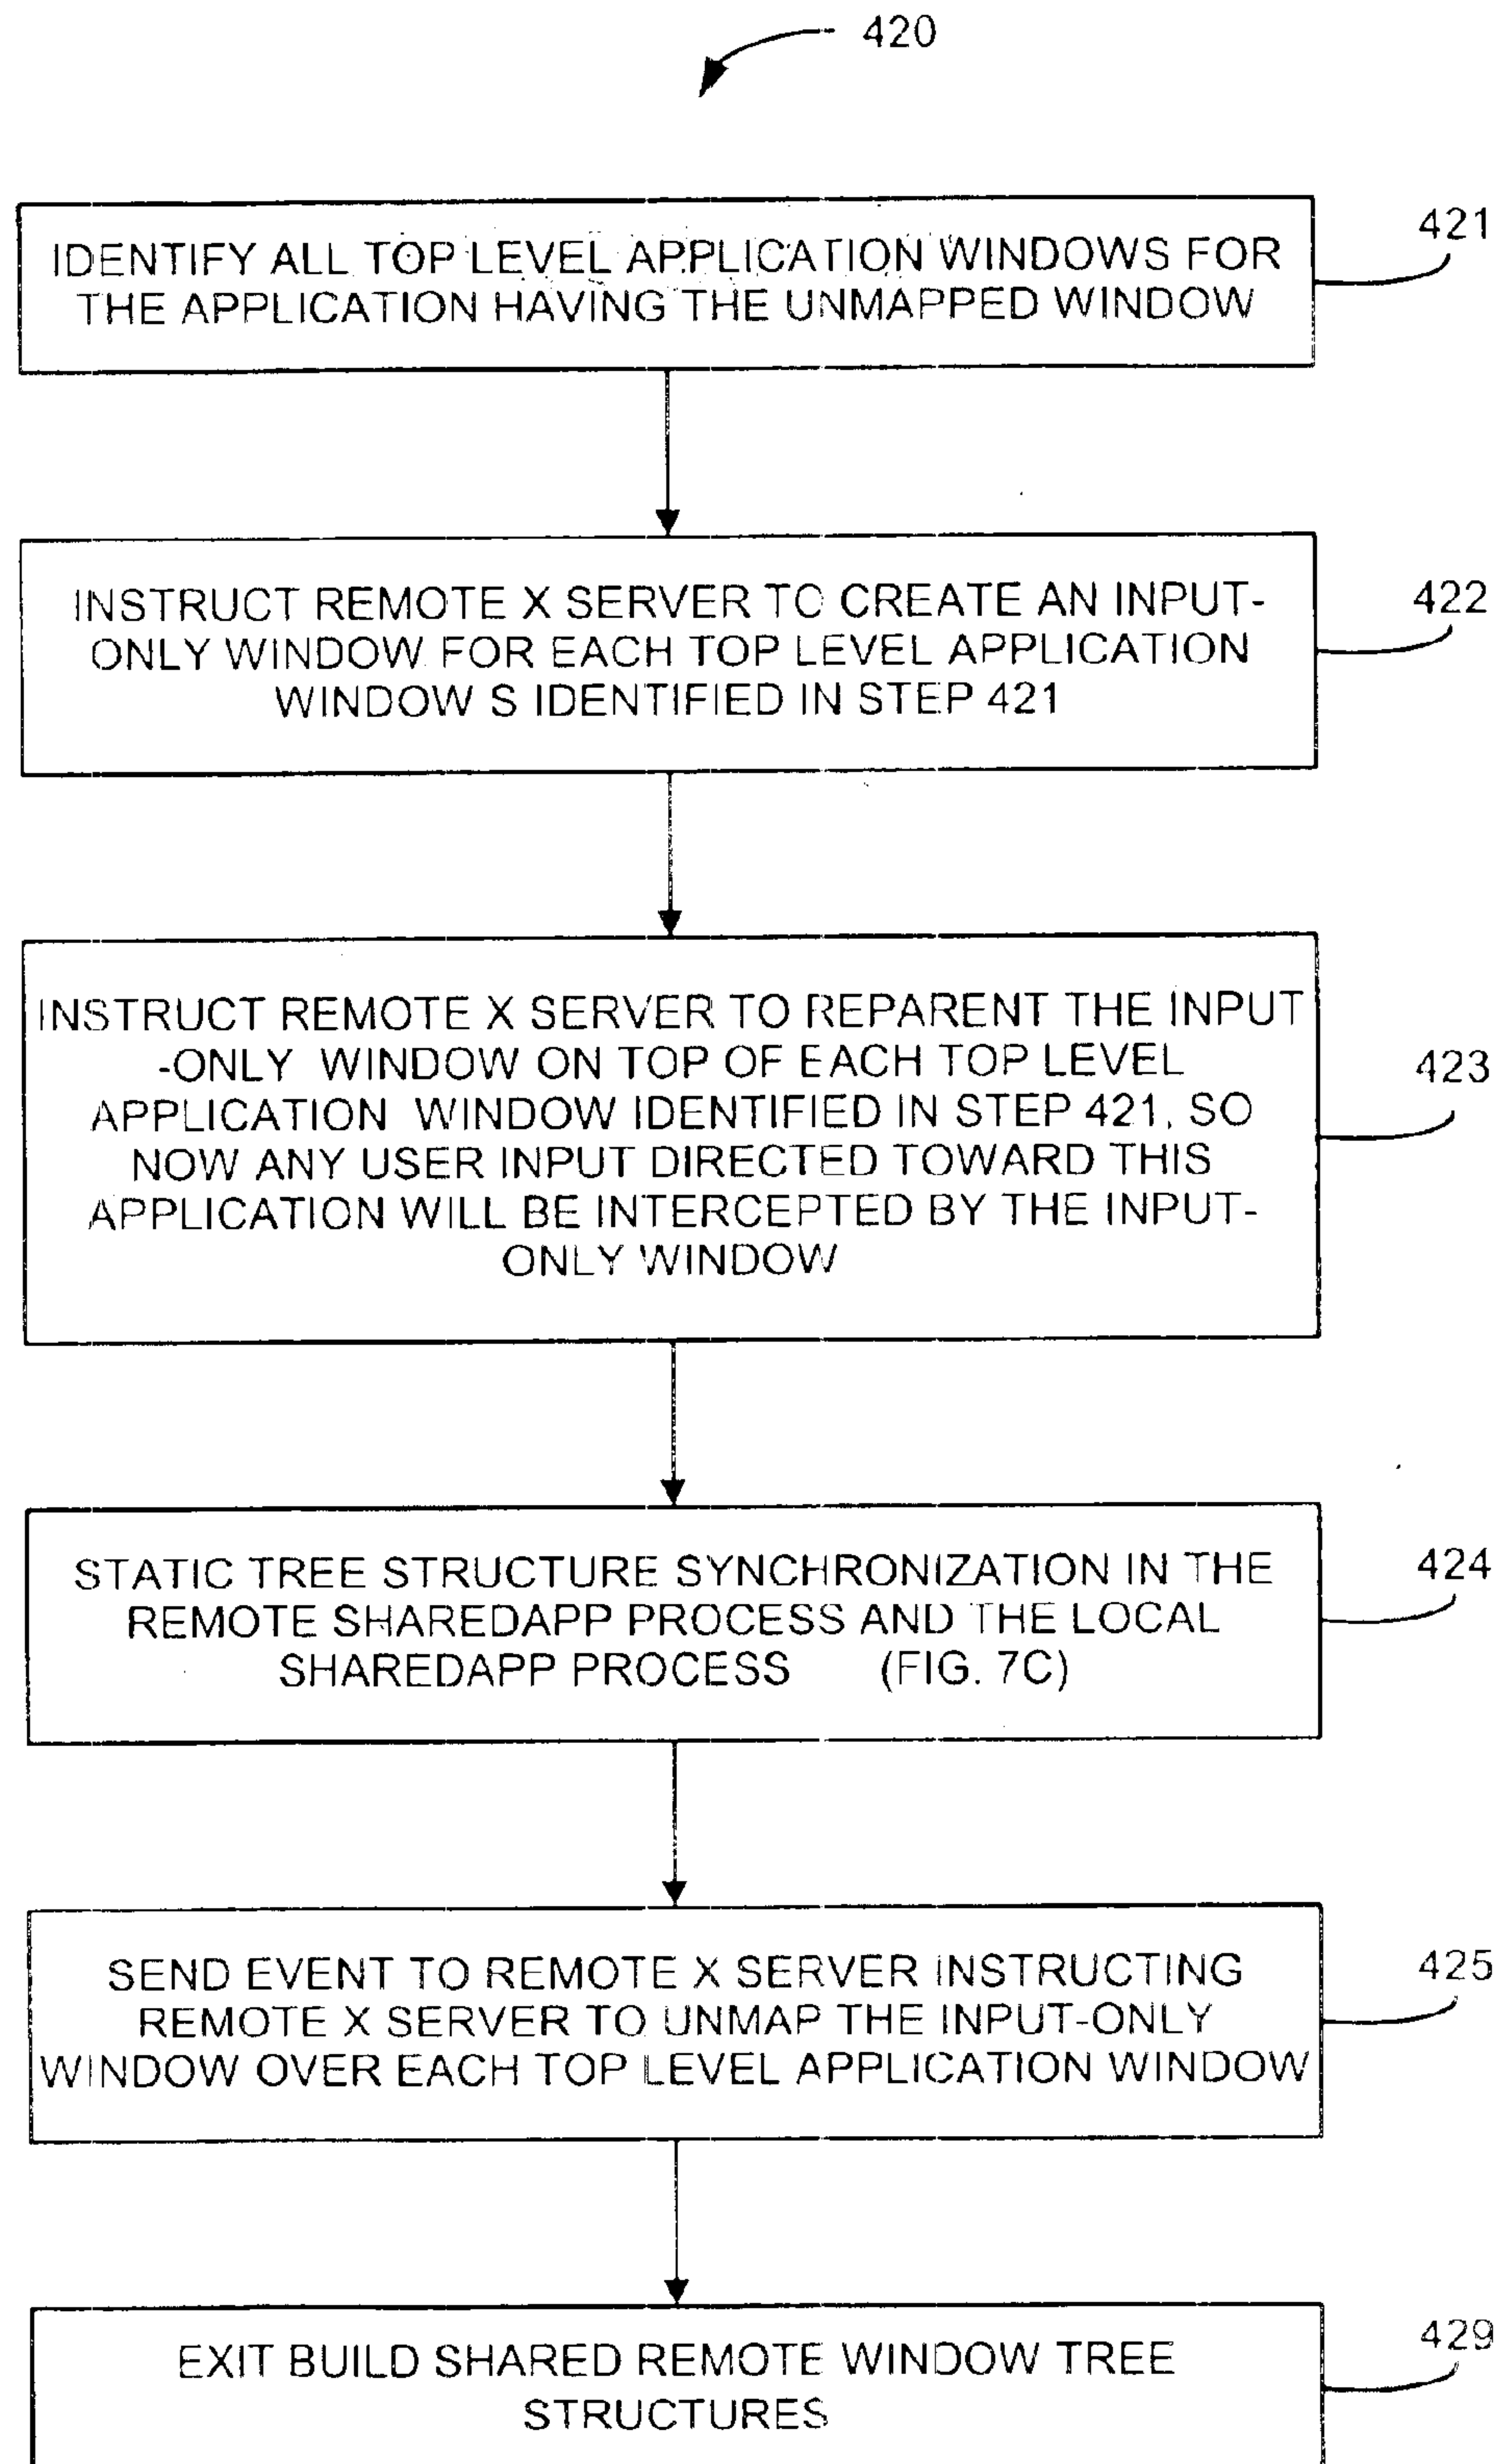 420
IDENTIFY ALL TOP LEVEL APPLICATION WINDOWS FOR
THE APPLICATION HAVING THE UNMAPPED WINDOW
421
INSTRUCT REMOTE X SERVER TO CREATE AN INPUT-
ONLY WINDOW FOR EACH TOP LEVEL APPLICATION
WINDOW S IDENTIFIED IN STEP 421
422
INSTRUCT REMOTE X SERVER TO REPARENT THE INPUT
-ONLY WINDOW ON TOP OF EACH TOP LEVEL
APPLICATION WINDOW IDENTIFIED IN STEP 421, SO
NOW ANY USER INPUT DIRECTED TOWARD THIS
APPLICATION WILL BE INTERCEPTED BY THE INPUT-
ONLY WINDOW
423
STATIC TREE STRUCTURE SYNCHRONIZATION IN THE
REMOTE SHAREDAPP PROCESS AND THE LOCAL
SHAREDAPP PROCESS (FIG. 7C)
424
SEND EVENT TO REMOTE X SERVER INSTRUCTING
REMOTE X SERVER TO UNMAP THE INPUT-ONLY
WINDOW OVER EACH TOP LEVEL APPLICATION WINDOW
425
EXIT BUILD SHARED REMOTE WINDOW TREE
STRUCTURES
429